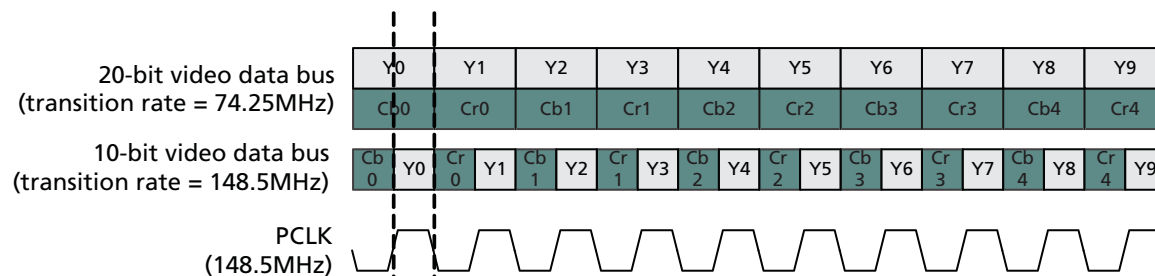 20-bit video data bus
(transition rate = 74.25MHz)
Y0 Y1 Y2 Y3 Y4 Y5 Y6 Y7 Y8 Y9
Cb0 Cr0 Cb1 Cr1 Cb2 Cr2 Cb3 Cr3 Cb4 Cr4
10-bit video data bus
(transition rate = 148.5MHz)
Cb 0 Y0 Cr 0 Y1 Cb 1 Y2 Cr 1 Y3 Cb 2 Y4 Cr 2 Y5 Cb 3 Y6 Cr 3 Y7 Cb 4 Y8 Cr 4 Y9
PCLK
(148.5MHz)